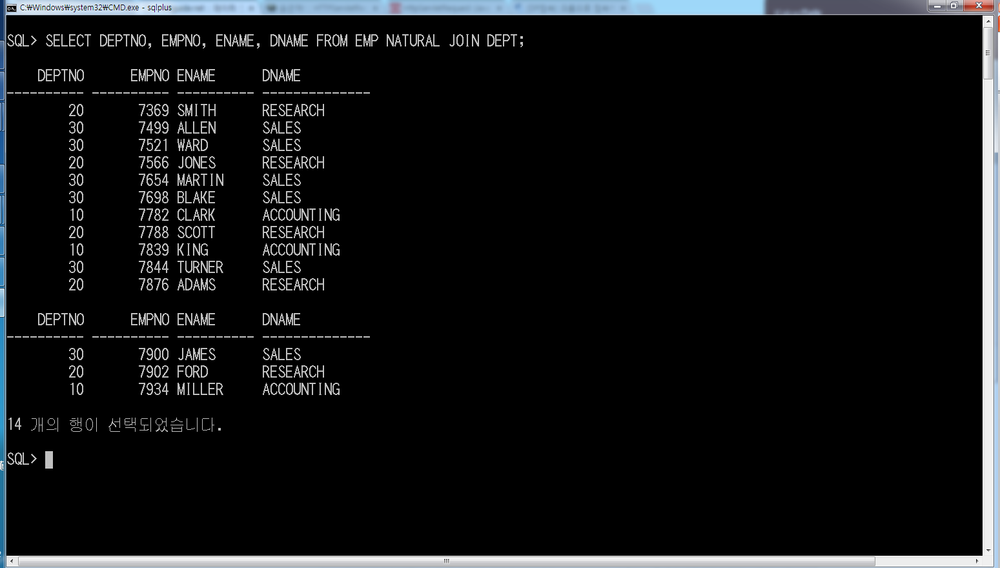 C:₩Windows₩system32₩CMD.exe - sqlplus
SQL> SELECT DEPTNO, EMPNO, ENAME, DNAME FROM EMP NATURAL JOIN DEPT;
    DEPTNO      EMPNO ENAME      DNAME
---------- ---------- ---------- --------------
        20       7369 SMITH      RESEARCH
        30       7499 ALLEN      SALES
        30       7521 WARD       SALES
        20       7566 JONES      RESEARCH
        30       7654 MARTIN     SALES
        30       7698 BLAKE      SALES
        10       7782 CLARK      ACCOUNTING
        20       7788 SCOTT      RESEARCH
        10       7839 KING       ACCOUNTING
        30       7844 TURNER     SALES
        20       7876 ADAMS      RESEARCH
    DEPTNO      EMPNO ENAME      DNAME
---------- ---------- ---------- --------------
        30       7900 JAMES      SALES
        20       7902 FORD       RESEARCH
        10       7934 MILLER     ACCOUNTING
14 개의 행이 선택되었습니다.
SQL>